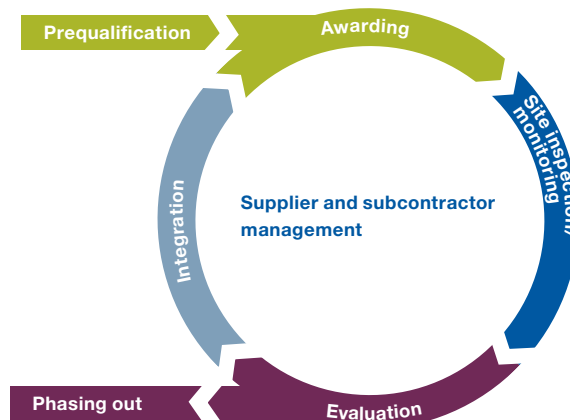 Prequalification
Awarding
Site inspection/
monitoring
Supplier and subcontractor
management
Integration
Phasing out
Evaluation